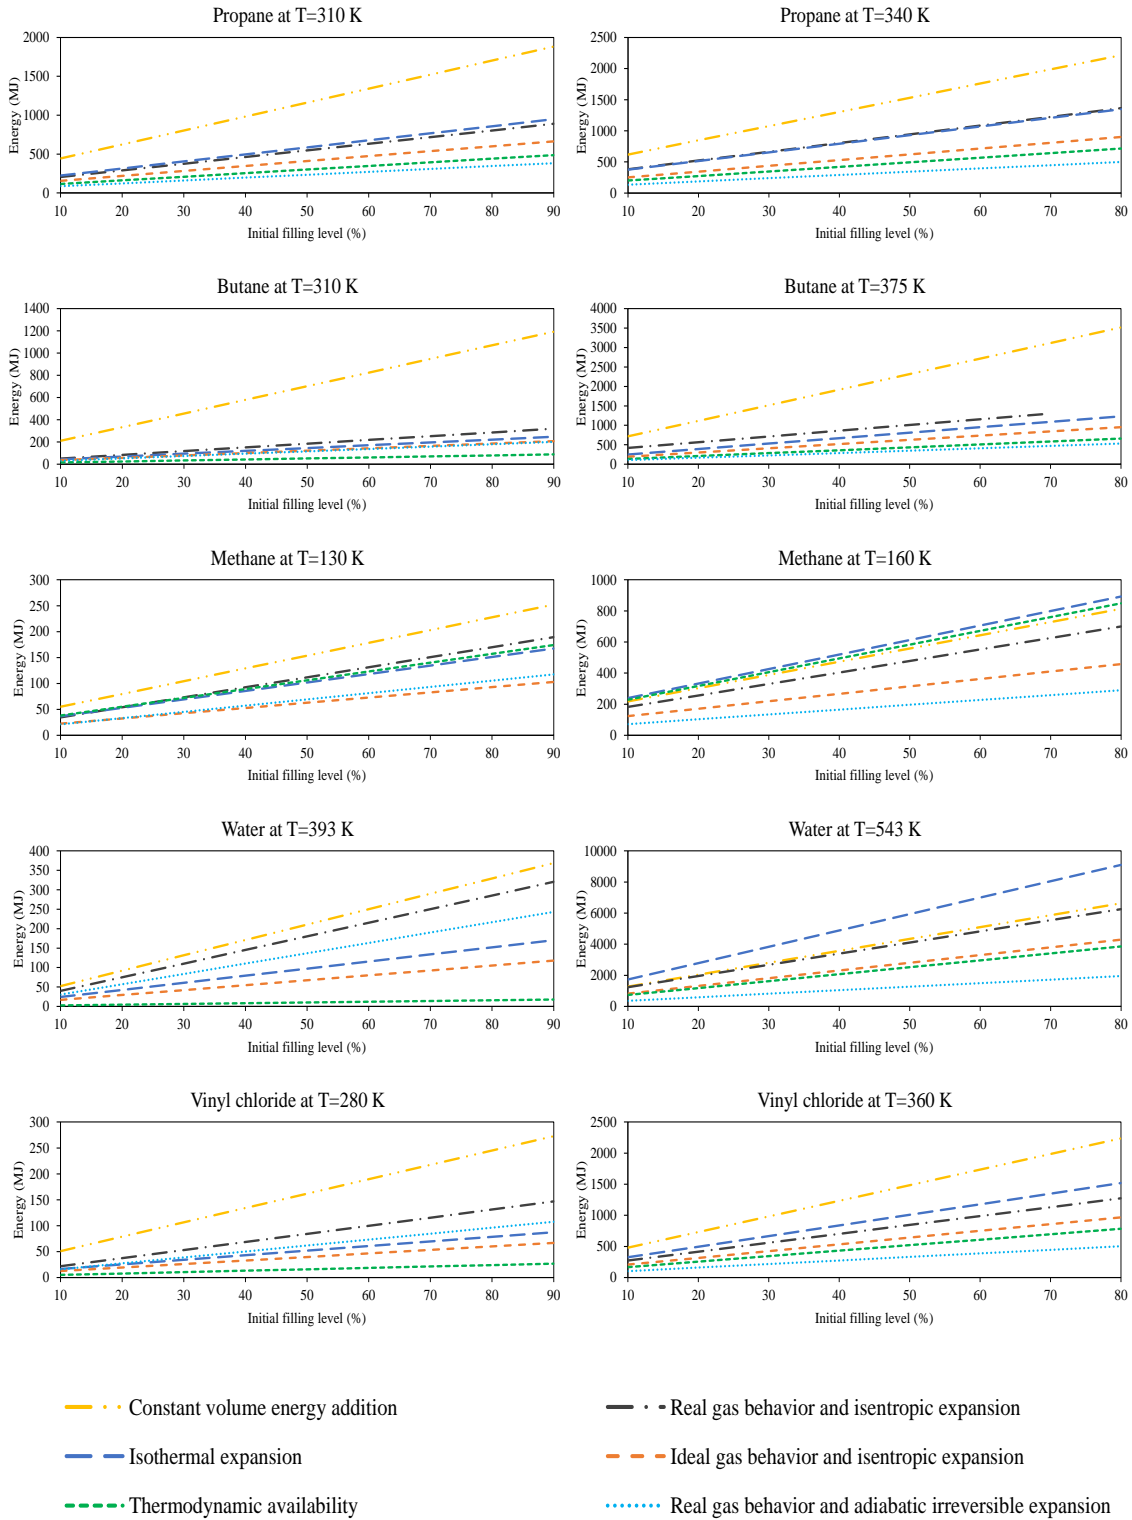 Propane at T=310 K
2000
1500
1000
500
0
Energy (MJ)
10 20 30 40 50 60 70 80 90
Initial filling level (%)
Propane at T=340 K
2500
2000
1500
1000
500
0
Energy (MJ)
10 20 30 40 50 60 70 80
Initial filling level (%)
Butane at T=310 K
1400
1200
1000
800
600
400
200
0
Energy (MJ)
10 20 30 40 50 60 70 80 90
Initial filling level (%)
Butane at T=375 K
4000
3500
3000
2500
2000
1500
1000
500
0
Energy (MJ)
10 20 30 40 50 60 70 80
Initial filling level (%)
Methane at T=130 K
300
250
200
150
100
50
0
Energy (MJ)
10 20 30 40 50 60 70 80 90
Initial filling level (%)
Methane at T=160 K
1000
800
600
400
200
0
Energy (MJ)
10 20 30 40 50 60 70 80
Initial filling level (%)
Water at T=393 K
400
350
300
250
200
150
100
50
0
Energy (MJ)
10 20 30 40 50 60 70 80 90
Initial filling level (%)
Water at T=543 K
10000
8000
6000
4000
2000
0
Energy (MJ)
10 20 30 40 50 60 70 80
Initial filling level (%)
Vinyl chloride at T=280 K
300
250
200
150
100
50
0
Energy (MJ)
10 20 30 40 50 60 70 80 90
Initial filling level (%)
Vinyl chloride at T=360 K
2500
2000
1500
1000
500
0
Energy (MJ)
10 20 30 40 50 60 70 80
Initial filling level (%)
Constant volume energy addition
Real gas behavior and isentropic expansion
Isothermal expansion
Ideal gas behavior and isentropic expansion
Thermodynamic availability
Real gas behavior and adiabatic irreversible expansion